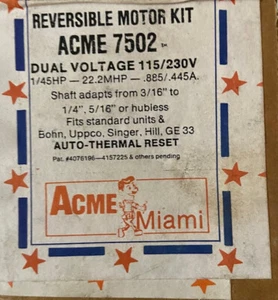 REVERSIBLE MOTOR KIT
ACME 7502 TM
DUAL VOLTAGE 115/230V
1/45HP — 22.2MHP — .885/.445A.
Shaft adapts from 3/16" to
1/4", 5/16" or hubless
Fits standard units &
Bohn, Uppco, Singer, Hill, GE 33
AUTO-THERMAL RESET
Pat. #4076196—4157225 & others pending
ACME
Miami